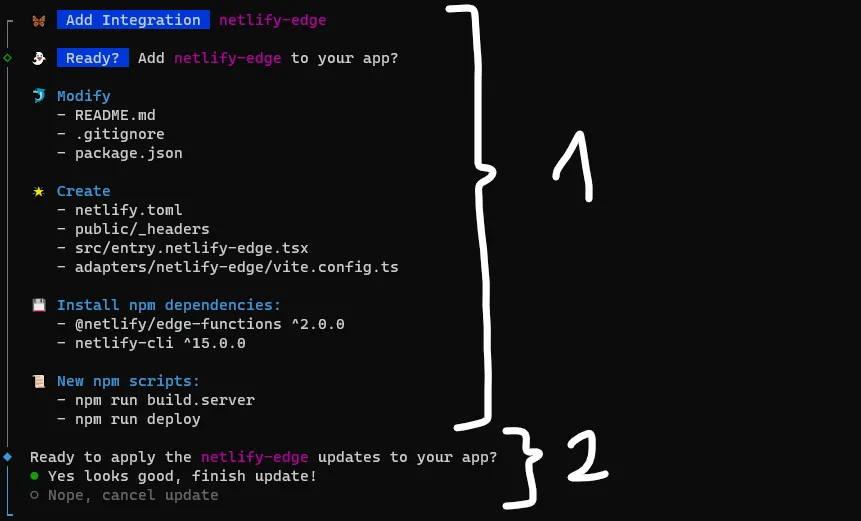 Add Integration netlify-edge
Ready? Add netlify-edge to your app?
Modify
- README.md
- .gitignore
- package.json
1
Create
- netlify.toml
- public/_headers
- src/entry.netlify-edge.tsx
- adapters/netlify-edge/vite.config.ts
Install npm dependencies:
- @netlify/edge-functions ^2.0.0
- netlify-cli ^15.0.0
New npm scripts:
- npm run build.server
- npm run deploy
Ready to apply the netlify-edge updates to your app?
Yes looks good, finish update!
Nope, cancel update
2